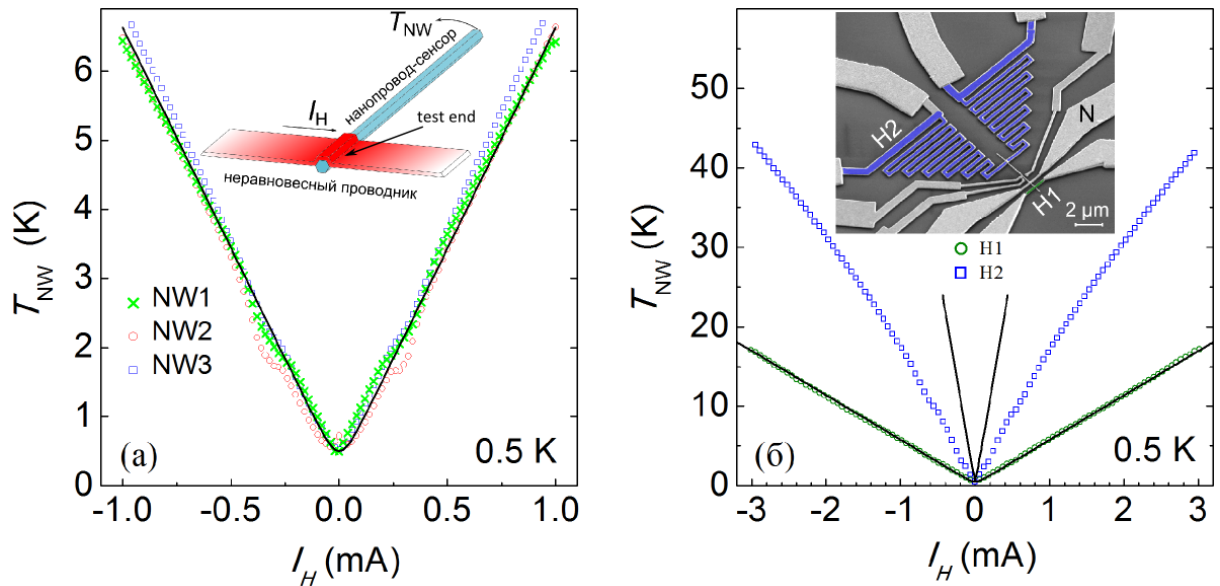 T_NW (K)
6
5
4
3
2
1
0
T_NW
нанопровод-сенсор
I_H
test end
неравновесный проводник
NW1
NW2
NW3
(а)
0.5 K
-1.0
-0.5
0.0
0.5
1.0
I_H (mA)
T_NW (K)
50
40
30
20
10
0
H2
N
H1
2 μm
H1
H2
(б)
0.5 K
-3
-2
-1
0
1
2
3
I_H (mA)